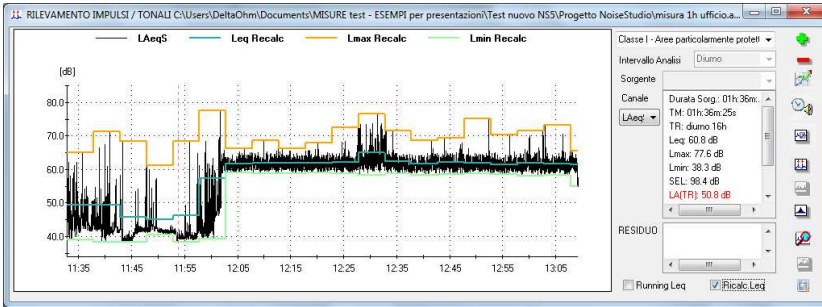 RILEVAMENTO IMPULSI / TONALI C:\Users\DeltaOhm\Documents\MISURE test - ESEMPI per presentazioni\Test nuovo NS5\Progetto NoiseStudio\misura 1h ufficio.a...
LAeqS Leq Recalc Lmax Recalc Lmin Recalc
[dB]
80.0
70.0
60.0
50.0
40.0
11:35 11:45 11:55 12:05 12:15 12:25 12:35 12:45 12:55 13:05
Classe I - Aree particolarmente protett
Intervallo Analisi Diurno
Sorgente
Canale
LAeq'
Durata Sorg.: 01h:36m:.
TM: 01h:36m:25s
TR: diurno 16h
Leq: 60.8 dB
Lmax: 77.6 dB
Lmin: 38.3 dB
SEL: 98.4 dB
LA(TR): 50.8 dB
RESIDUO
Running Leq Ricalc.Leq